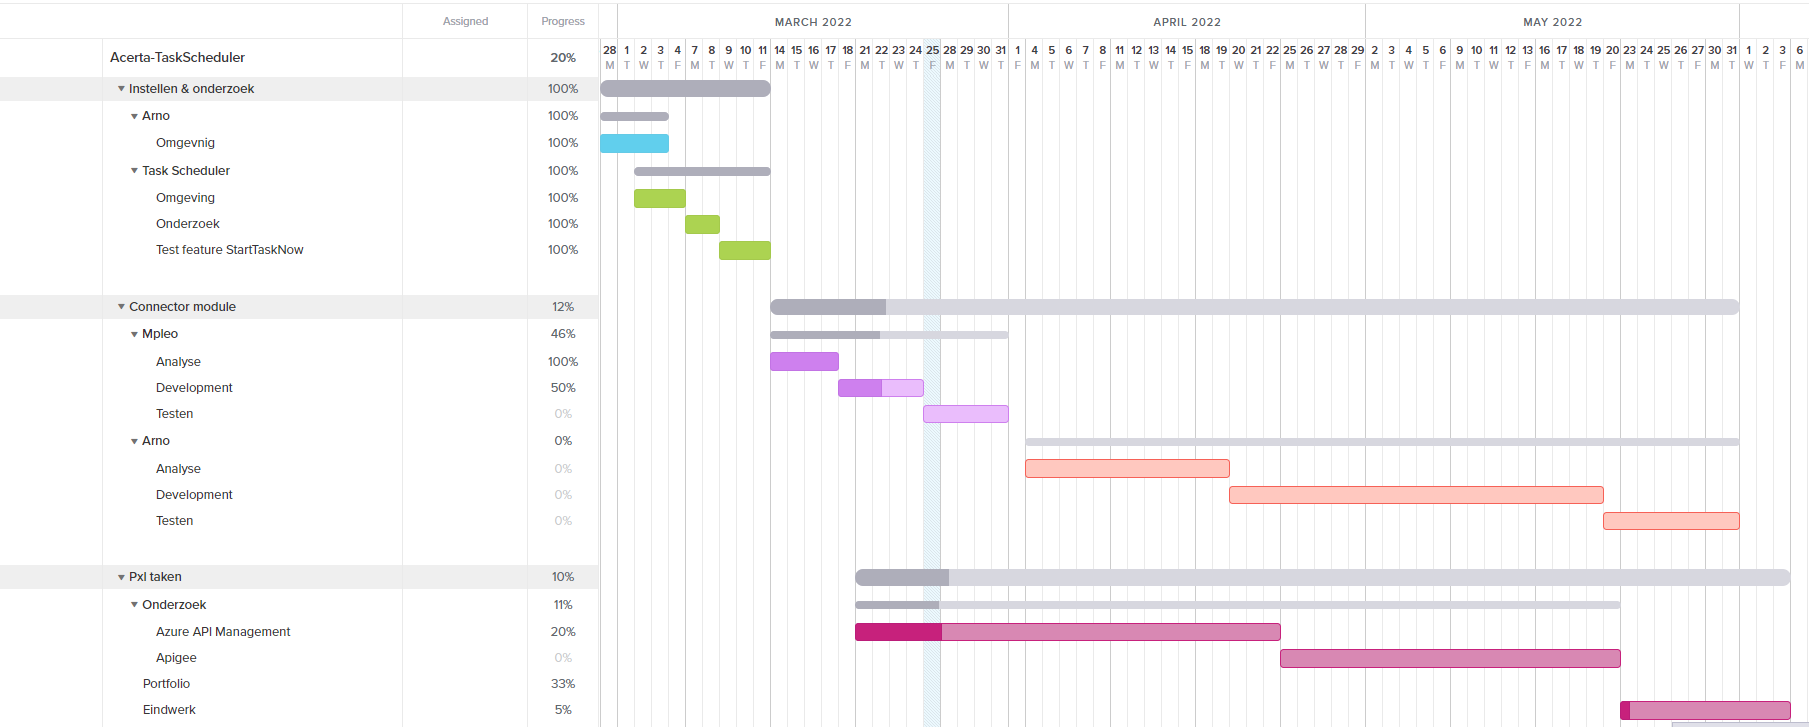 Assigned Progress MARCH 2022 APRIL 2022 MAY 2022
Acerta-TaskScheduler 20% 28 1 2 3 4 7 8 9 10 11 14 15 16 17 18 21 22 23 24 25 28 29 30 31 1 4 5 6 7 8 11 12 13 14 15 18 19 20 21 22 25 26 27 28 29 2 3 4 5 6 9 10 11 12 13 16 17 18 19 20 23 24 25 26 27 30 31 1 2 3 6
M T W T F M T W T F M T W T F M T W T F M T W T F M T W T F M T W T F M T W T F M T W T F M T W T F M T W T F M T W T F M T W T F M T W T F M
Instellen & onderzoek 100%
Arno 100%
Omgevnig 100%
Task Scheduler 100%
Omgeving 100%
Onderzoek 100%
Test feature StartTaskNow 100%
Connector module 12%
Mpleo 46%
Analyse 100%
Development 50%
Testen 0%
Arno 0%
Analyse 0%
Development 0%
Testen 0%
Pxl taken 10%
Onderzoek 11%
Azure API Management 20%
Apigee 0%
Portfolio 33%
Eindwerk 5%